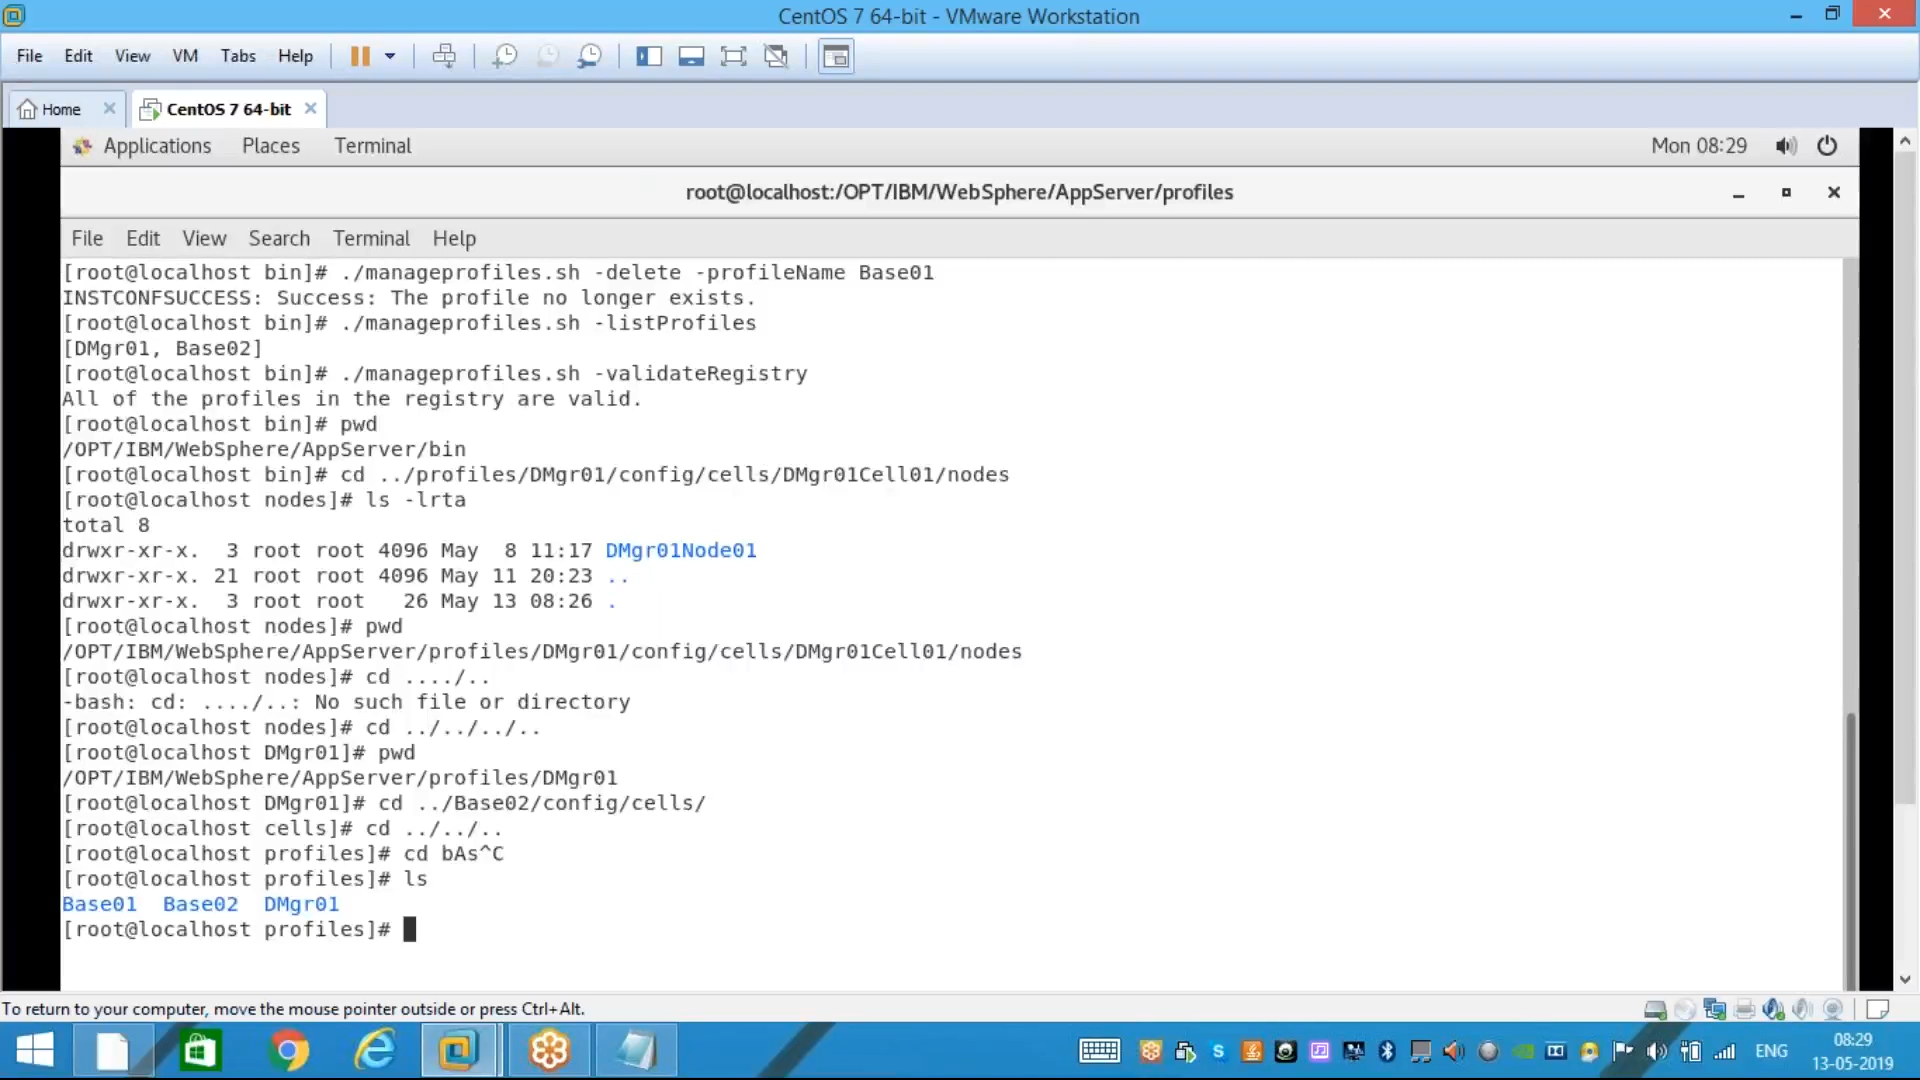 CentOS 7 64-bit - VMware Workstation
File Edit View VM Tabs Help
Home CentOS 7 64-bit
Applications Places Terminal Mon 08:29
root@localhost:/OPT/IBM/WebSphere/AppServer/profiles
File Edit View Search Terminal Help
[root@localhost bin]# ./manageprofiles.sh -delete -profileName Base01
INSTCONFSUCCESS: Success: The profile no longer exists.
[root@localhost bin]# ./manageprofiles.sh -listProfiles
[DMgr01, Base02]
[root@localhost bin]# ./manageprofiles.sh -validateRegistry
All of the profiles in the registry are valid.
[root@localhost bin]# pwd
/OPT/IBM/WebSphere/AppServer/bin
[root@localhost bin]# cd ../profiles/DMgr01/config/cells/DMgr01Cell01/nodes
[root@localhost nodes]# ls -lrta
total 8
drwxr-xr-x.  3 root root 4096 May  8 11:17 DMgr01Node01
drwxr-xr-x. 21 root root 4096 May 11 20:23 ..
drwxr-xr-x.  3 root root   26 May 13 08:26 .
[root@localhost nodes]# pwd
/OPT/IBM/WebSphere/AppServer/profiles/DMgr01/config/cells/DMgr01Cell01/nodes
[root@localhost nodes]# cd ..../..
-bash: cd: ..../..: No such file or directory
[root@localhost nodes]# cd ../../../..
[root@localhost DMgr01]# pwd
/OPT/IBM/WebSphere/AppServer/profiles/DMgr01
[root@localhost DMgr01]# cd ../Base02/config/cells/
[root@localhost cells]# cd ../../..
[root@localhost profiles]# cd bAs^C
[root@localhost profiles]# ls
Base01  Base02  DMgr01
[root@localhost profiles]#
To return to your computer, move the mouse pointer outside or press Ctrl+Alt.
ENG 08:29
13-05-2019